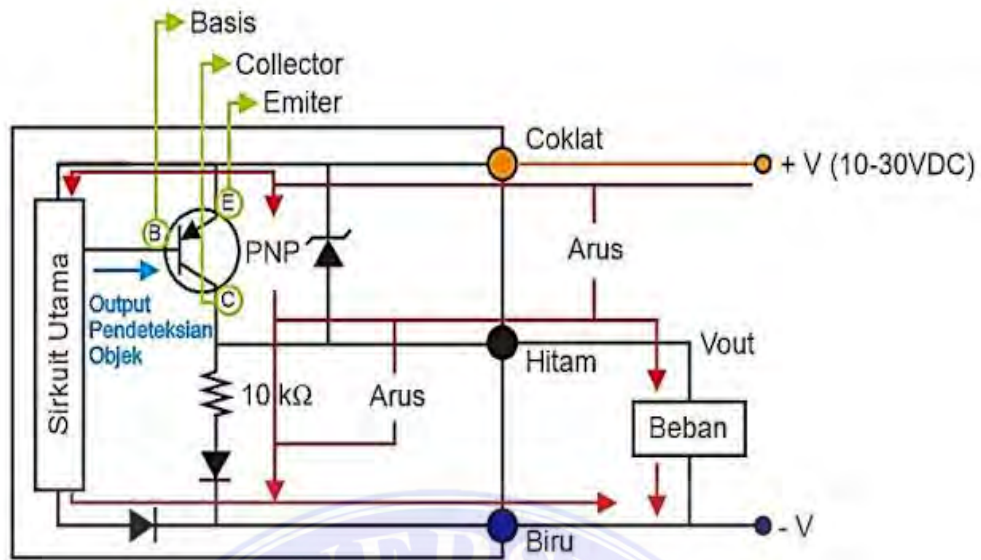 Basis
Collector
Emiter
Coklat
+ V (10-30VDC)
E
B
PNP
Arus
Sirkuit Utama
Output
Pendeteksian
Objek
C
Vout
Hitam
10 kΩ
Arus
Beban
Biru
- V